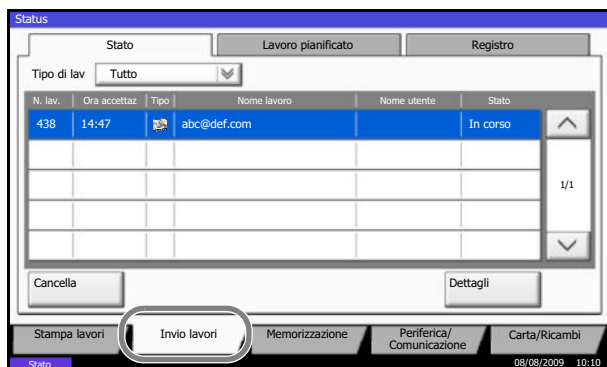 Status
Stato Lavoro pianificato Registro
Tipo di lav Tutto
N. lav. Ora accettaz Tipo Nome lavoro Nome utente Stato
438 14:47 abc@def.com In corso
1/1
Cancella Dettagli
Stampa lavori Invio lavori Memorizzazione Periferica/ Comunicazione Carta/Ricambi
Stato 08/08/2009 10:10